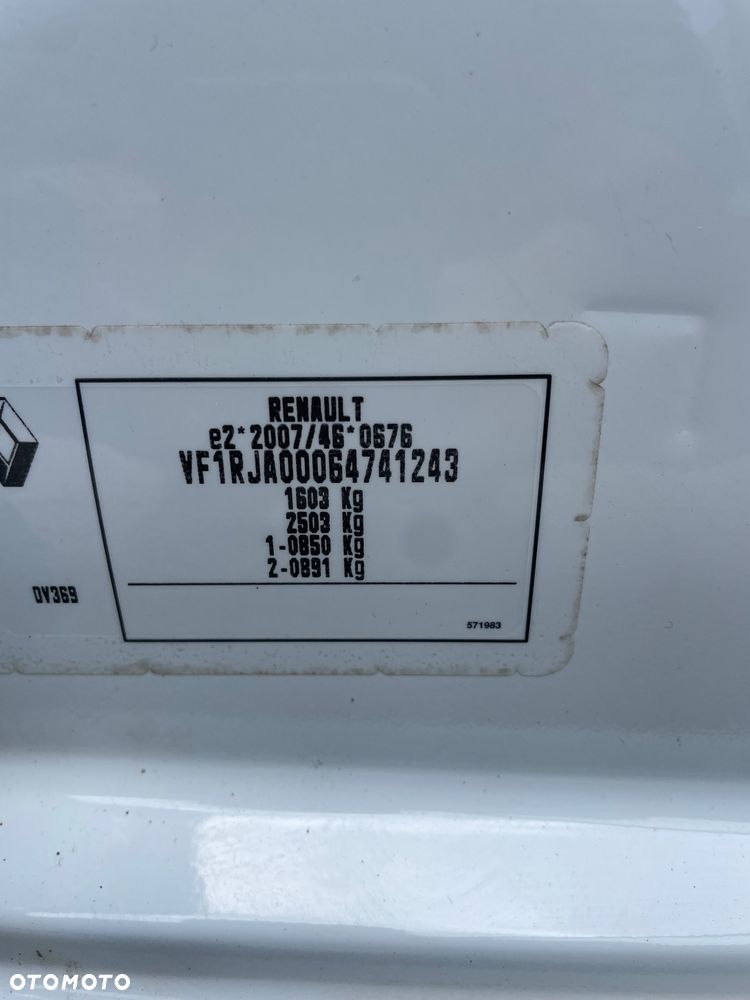 RENAULT
e2*2007/46*0676
VF1RJA00064741243
1603 Kg
2503 Kg
1-0850 Kg
2-0891 Kg
DV369
571983
OTOMOTO